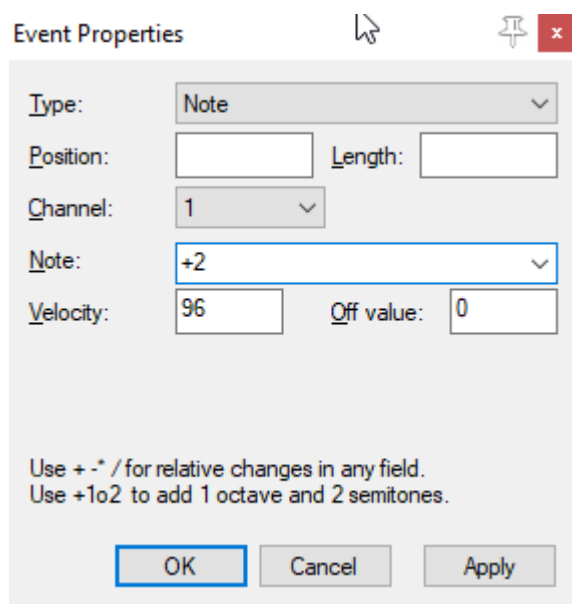 Event Properties
x
Type: Note
Position: Length:
Channel: 1
Note: +2
Velocity: 96 Off value: 0
Use + -* / for relative changes in any field.
Use +1o2 to add 1 octave and 2 semitones.
OK Cancel Apply